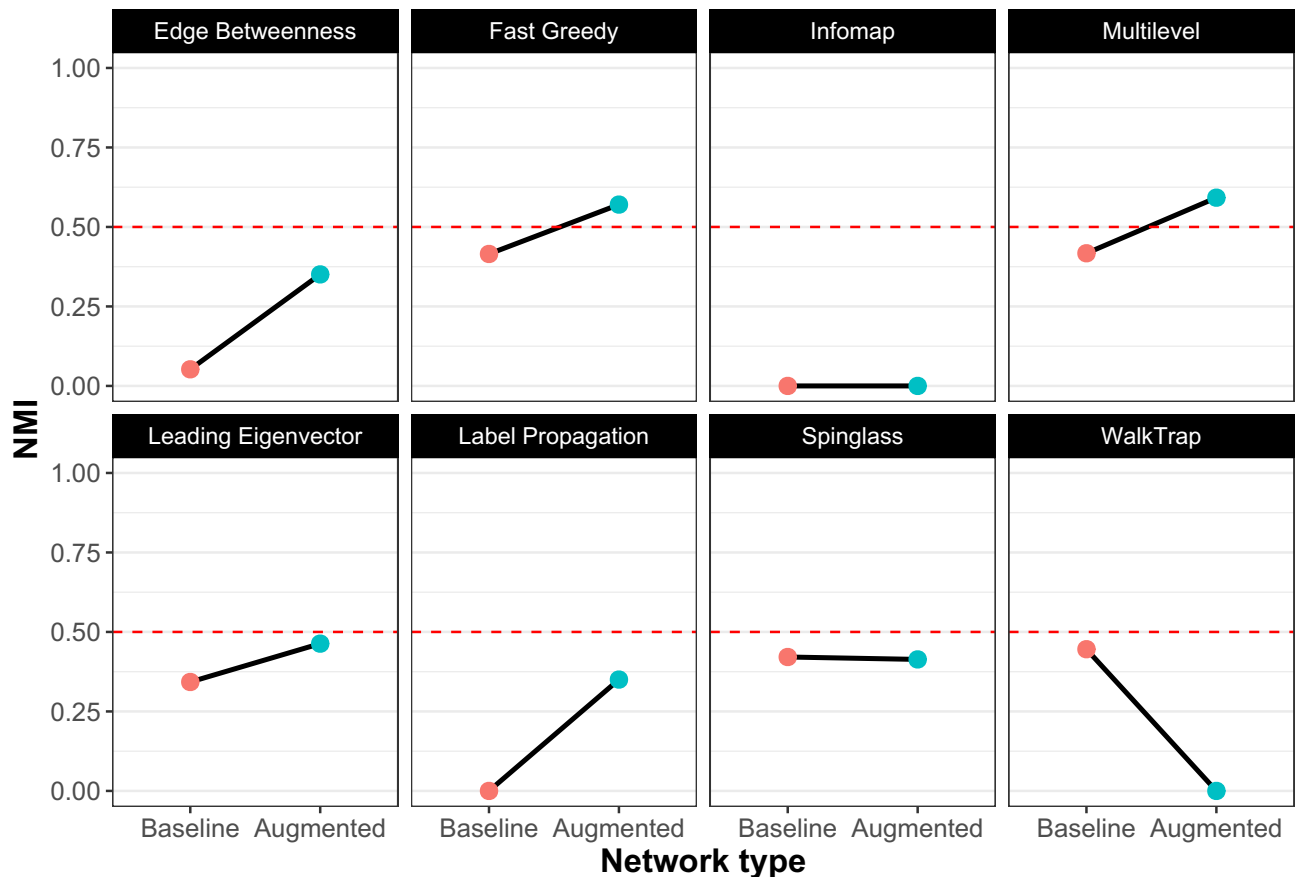 Edge Betweenness Fast Greedy Infomap Multilevel
1.00
0.75
0.50
0.25
0.00
NMI
Leading Eigenvector Label Propagation Spinglass WalkTrap
1.00
0.75
0.50
0.25
0.00
Baseline Augmented Baseline Augmented Baseline Augmented Baseline Augmented
Network type